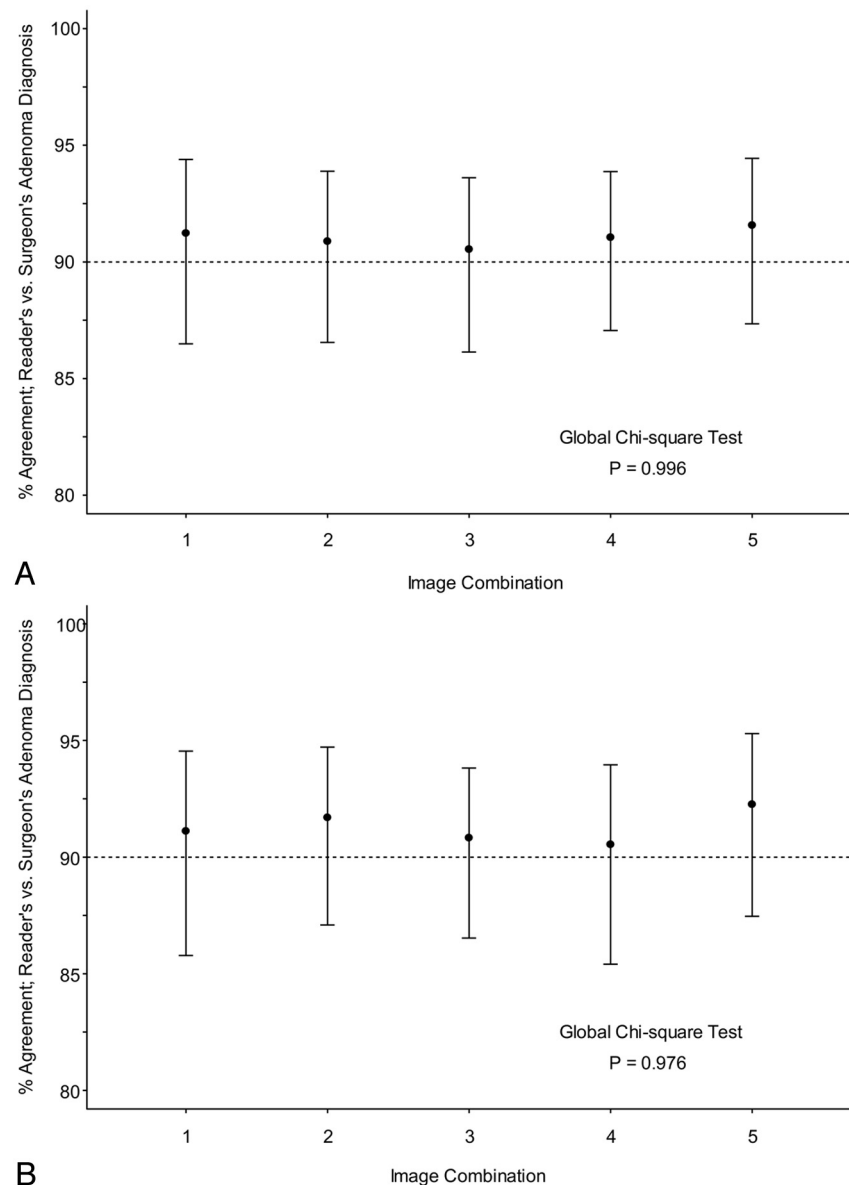 % Agreement; Reader's vs. Surgeon's Adenoma Diagnosis
100
95
90
85
80
Global Chi-square Test
P = 0.996
1 2 3 4 5
A
Image Combination
% Agreement; Reader's vs. Surgeon's Adenoma Diagnosis
100
95
90
85
80
Global Chi-square Test
P = 0.976
1 2 3 4 5
B
Image Combination